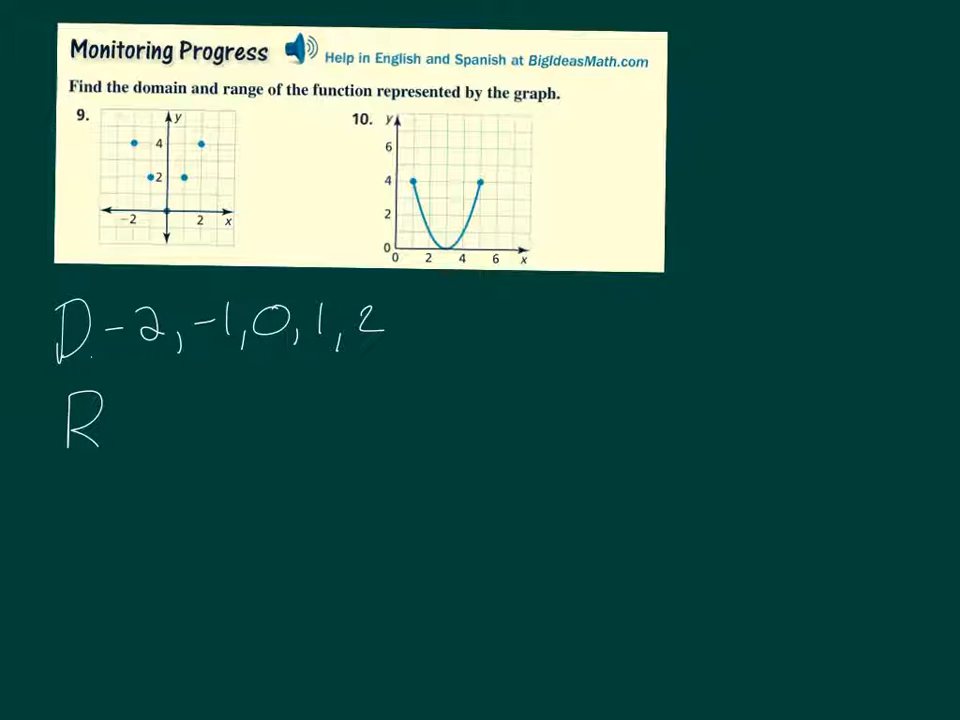 Monitoring Progress Help in English and Spanish at BigIdeasMath.com
Find the domain and range of the function represented by the graph.
9. y 10. y
6
4 4
2 2
0
-2 2 x 0 2 4 6 x
D -2, -1, 0, 1, 2
R